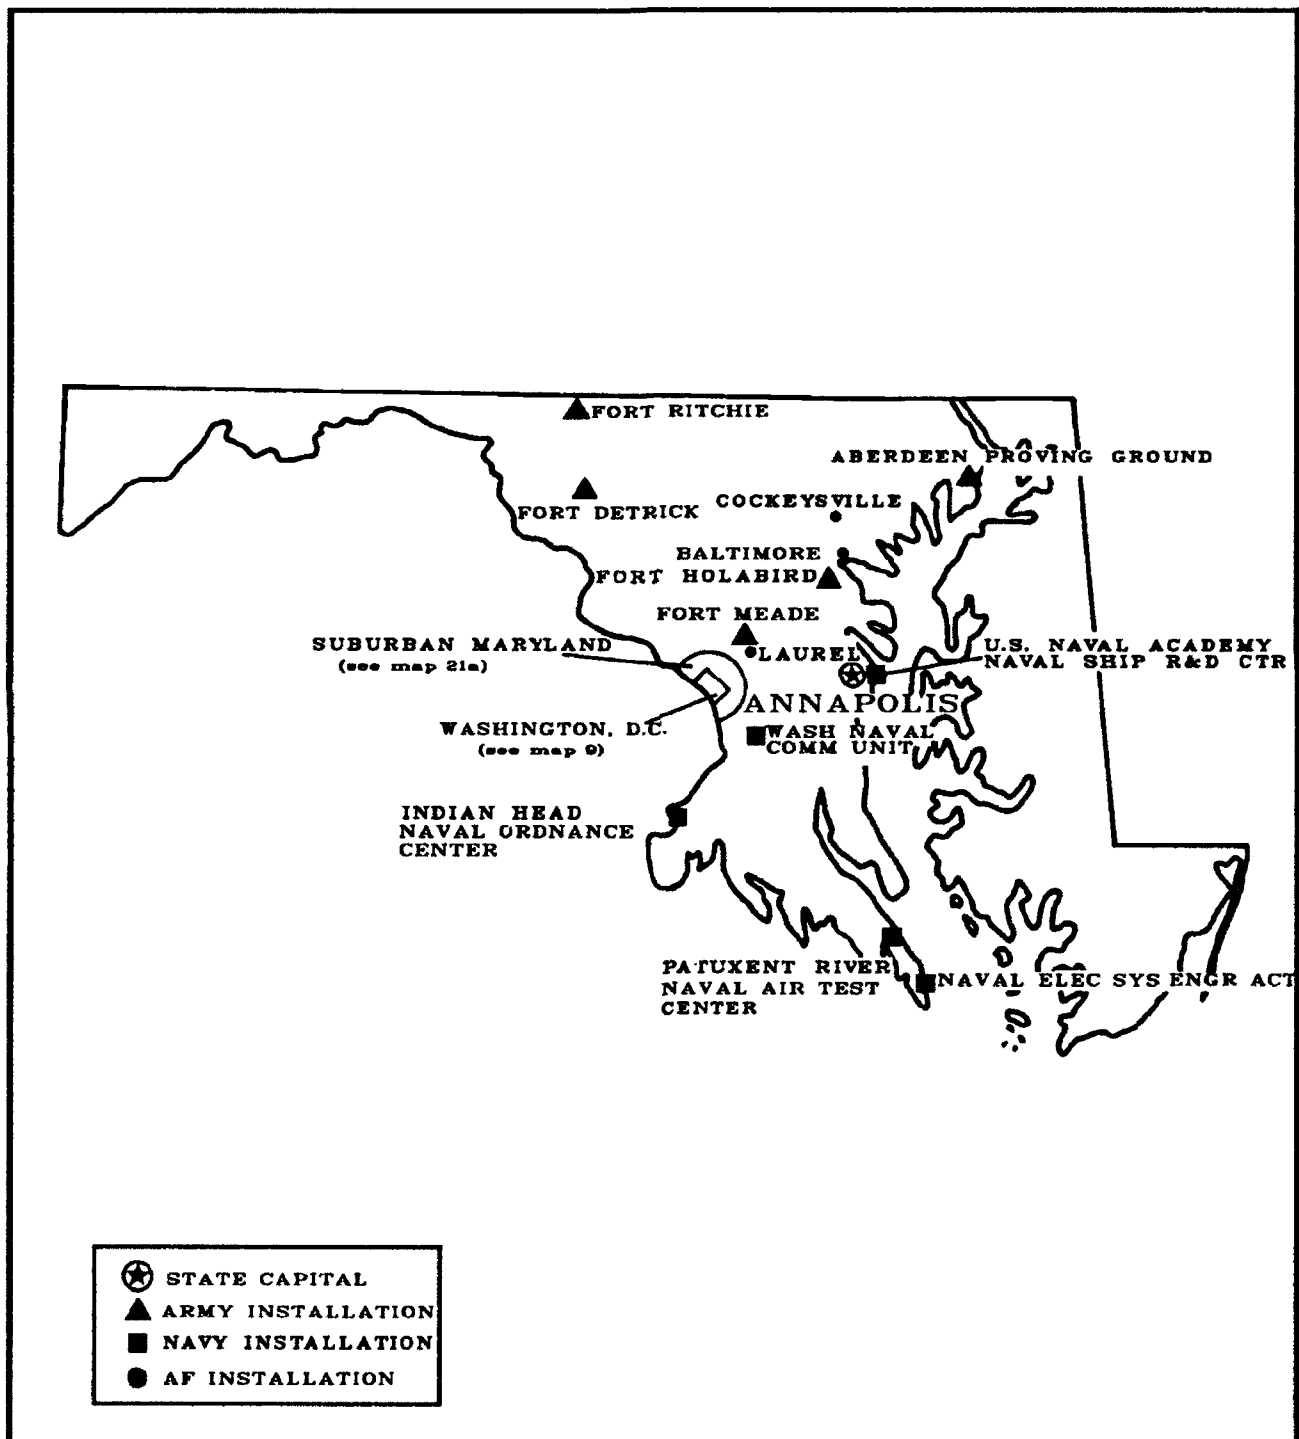 FORT RITCHIE
ABERDEEN PROVING GROUND
COCKEYSVILLE
FORT DETRICK
BALTIMORE
FORT HOLABIRD
FORT MEADE
SUBURBAN MARYLAND
(see map 21a)
LAUREL
U.S. NAVAL ACADEMY
NAVAL SHIP R&D CTR
ANNAPOLIS
WASHINGTON, D.C.
(see map 9)
WASH NAVAL
COMM UNIT
INDIAN HEAD
NAVAL ORDNANCE
CENTER
PATUXENT RIVER
NAVAL AIR TEST
CENTER
NAVAL ELEC SYS ENGR ACT
STATE CAPITAL
ARMY INSTALLATION
NAVY INSTALLATION
AF INSTALLATION